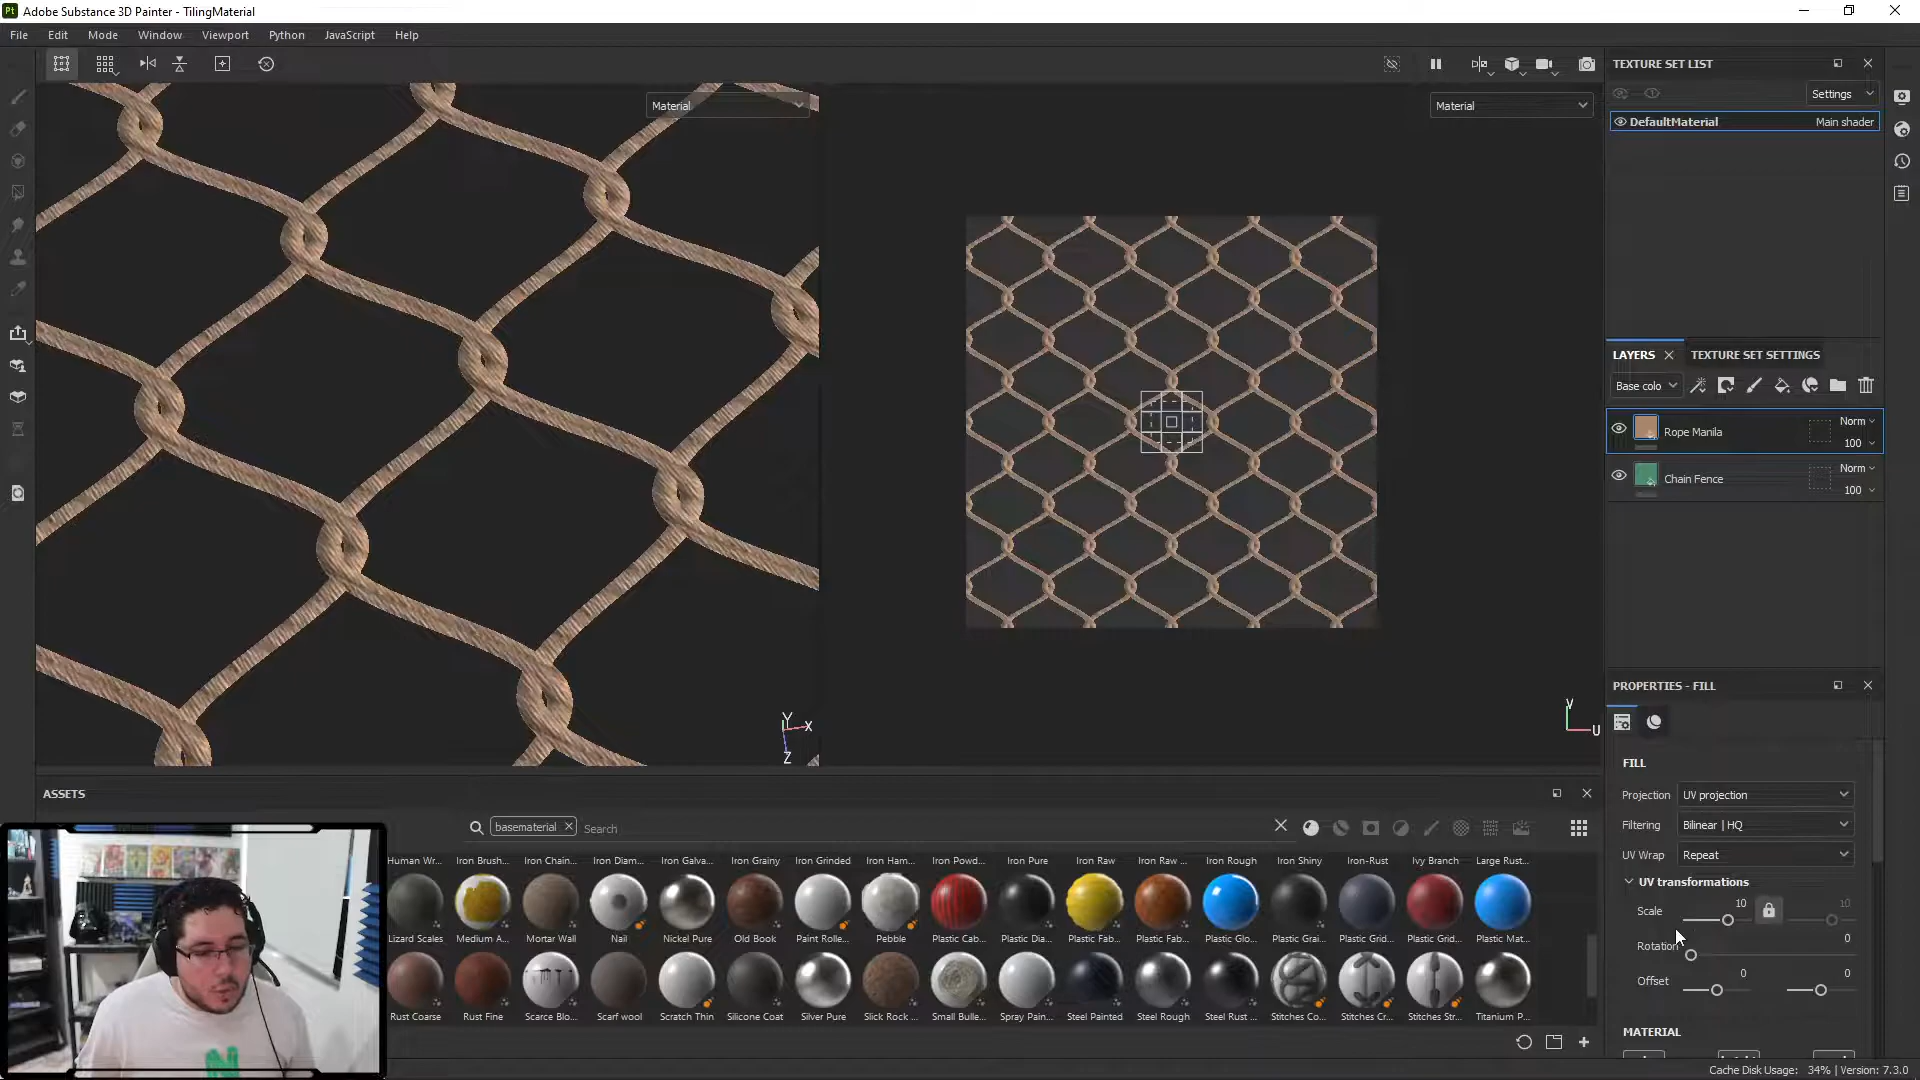 Pt Adobe Substance 3D Painter - TilingMaterial
File Edit Mode Window Viewport Python JavaScript Help
Material
Material
TEXTURE SET LIST
Settings
DefaultMaterial Main shader
LAYERS TEXTURE SET SETTINGS
Base colo
Rope Manila Norm
100
Chain Fence Norm
100
Y X
Z
V
U
PROPERTIES - FILL
FILL
Projection UV projection
Filtering Bilinear | HQ
UV Wrap Repeat
UV transformations
Scale 10 10
Rotation 0
Offset 0 0
MATERIAL
ASSETS
basematerial Search
Human Wr... Iron Brush... Iron Chain... Iron Diam... Iron Galva... Iron Grainy Iron Grinded Iron Ham... Iron Powd... Iron Pure Iron Raw Iron Raw ... Iron Rough Iron Shiny Iron-Rust Ivy Branch Large Rust...
Lizard Scales Medium A... Mortar Wall Nail Nickel Pure Old Book Paint Rolle... Pebble Plastic Cab... Plastic Dia... Plastic Fab... Plastic Fab... Plastic Glo... Plastic Grai... Plastic Grid... Plastic Grid... Plastic Mat...
Rust Coarse Rust Fine Scarce Blo... Scarf wool Scratch Thin Silicone Coat Silver Pure Slick Rock ... Small Bulle... Spray Pain... Steel Painted Steel Rough Steel Rust ... Stitches Co... Stitches Cr... Stitches Str... Titanium P...
Cache Disk Usage: 34% | Version: 7.3.0